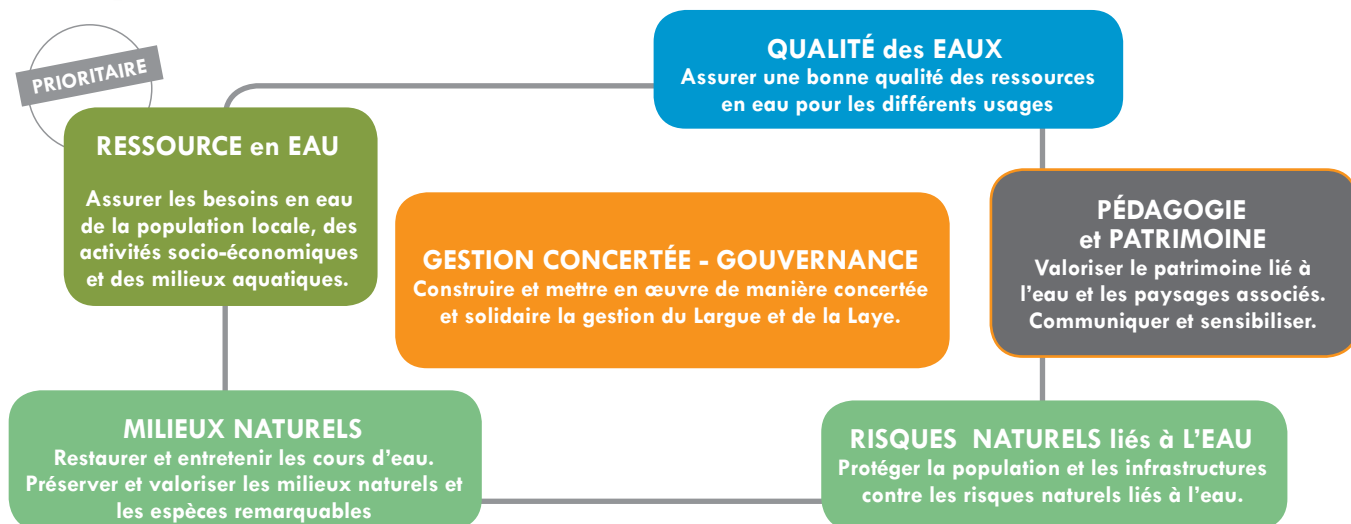 PRIORITAIRE
RESSOURCE en EAU
Assurer les besoins en eau
de la population locale, des
activités socio-économiques
et des milieux aquatiques.
QUALITÉ des EAUX
Assurer une bonne qualité des ressources
en eau pour les différents usages
GESTION CONCERTÉE - GOUVERNANCE
Construire et mettre en œuvre de manière concertée
et solidaire la gestion du Largue et de la Laye.
PÉDAGOGIE
et PATRIMOINE
Valoriser le patrimoine lié à
l’eau et les paysages associés.
Communiquer et sensibiliser.
MILIEUX NATURELS
Restaurer et entretenir les cours d’eau.
Préserver et valoriser les milieux naturels et
les espèces remarquables
RISQUES NATURELS liés à L’EAU
Protéger la population et les infrastructures
contre les risques naturels liés à l’eau.